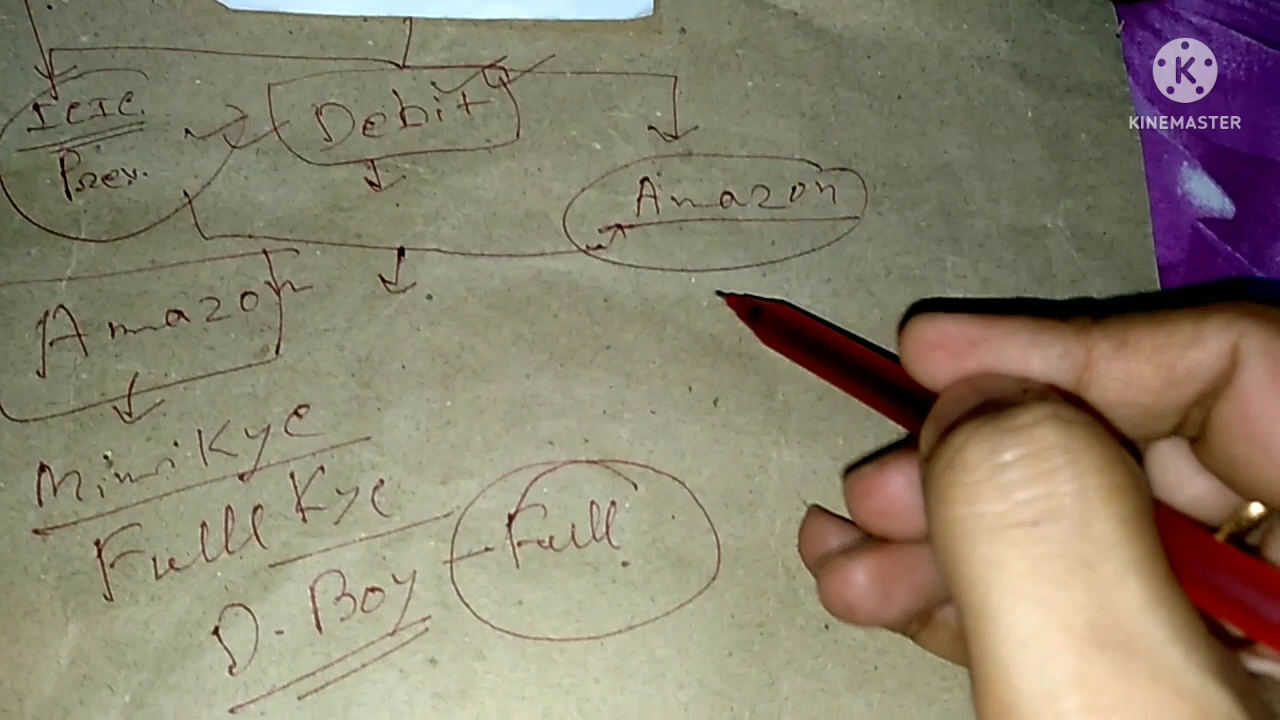 K
KINEMASTER
ICIC
Debit
Prev.
Amazon
Amazon
Mini Kyc
Full Kyc
Full
D. Boy